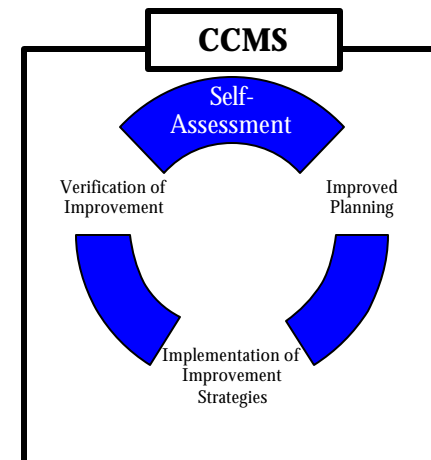 CCMS
Self-
Assessment
Verification of
Improvement
Improved
Planning
Implementation of
Improvement
Strategies